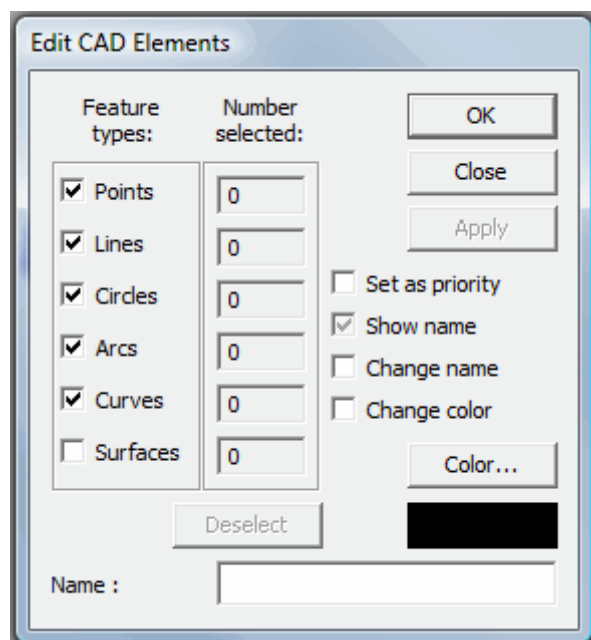 Edit CAD Elements
Feature types:
Number selected:
OK
Close
Apply
Points 0
Lines 0
Circles 0
Arcs 0
Curves 0
Surfaces 0
Set as priority
Show name
Change name
Change color
Color...
Deselect
Name :